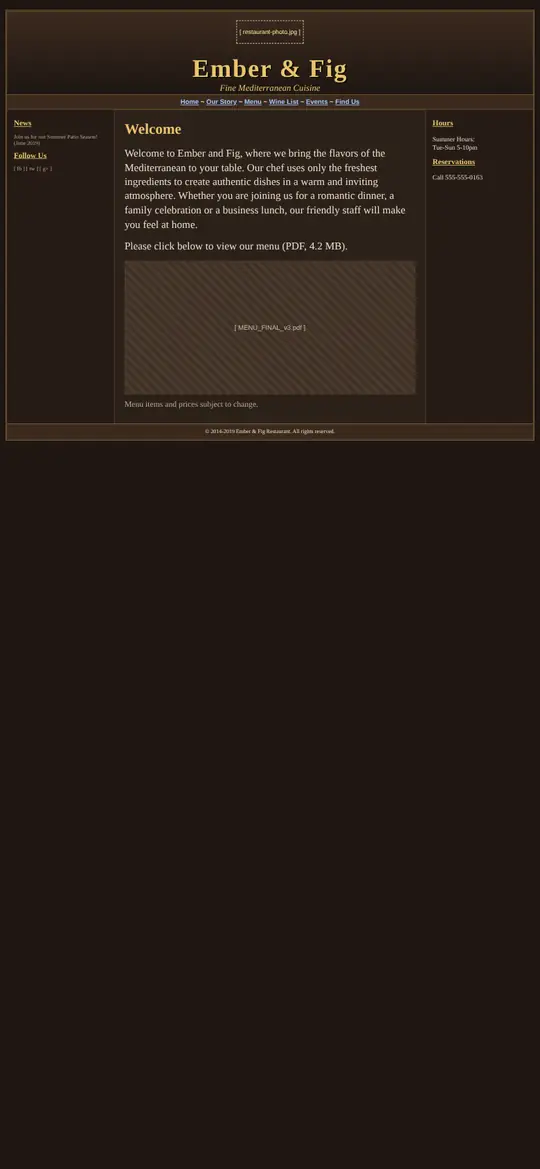 [ restaurant-photo.jpg ]
Ember & Fig
Fine Mediterranean Cuisine
Home ~ Our Story ~ Menu ~ Wine List ~ Events ~ Find Us
News
Join us for our Summer Patio Season!
(June 2019)
Follow Us
[ fb ] [ tw ] [ g+ ]
Welcome
Welcome to Ember and Fig, where we bring the flavors of the
Mediterranean to your table. Our chef uses only the freshest
ingredients to create authentic dishes in a warm and inviting
atmosphere. Whether you are joining us for a romantic dinner, a
family celebration or a business lunch, our friendly staff will make
you feel at home.
Please click below to view our menu (PDF, 4.2 MB).
[ MENU_FINAL_v3.pdf ]
Menu items and prices subject to change.
Hours
Summer Hours:
Tue-Sun 5-10pm
Reservations
Call 555-555-0163
© 2014-2019 Ember & Fig Restaurant. All rights reserved.